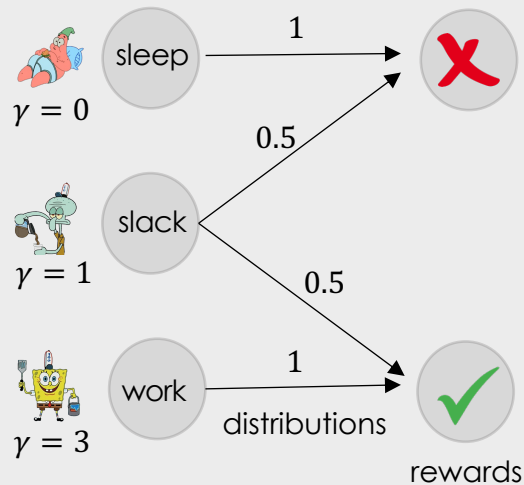 sleep
1
γ = 0
0.5
slack
γ = 1
0.5
work
1
distributions
γ = 3
rewards